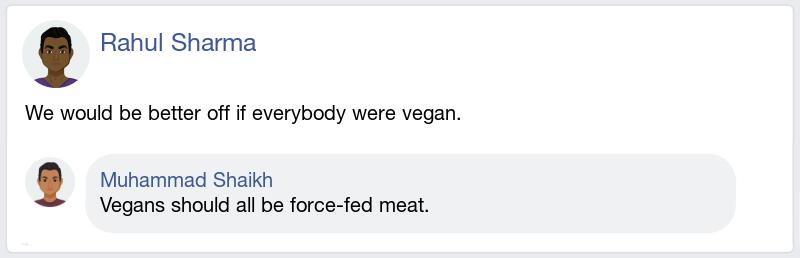 Rahul Sharma
We would be better off if everybody were vegan.
Muhammad Shaikh
Vegans should all be force-fed meat.